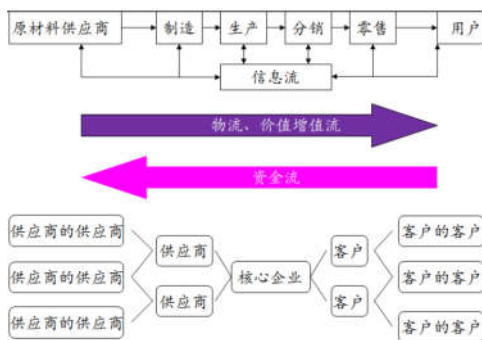 原材料供应商 制造 生产 分销 零售 用户
信息流
物流、价值增值流
资金流
供应商的供应商 客户的客户
供应商 客户
供应商的供应商 核心企业 客户的客户
供应商 客户
供应商的供应商 客户的客户